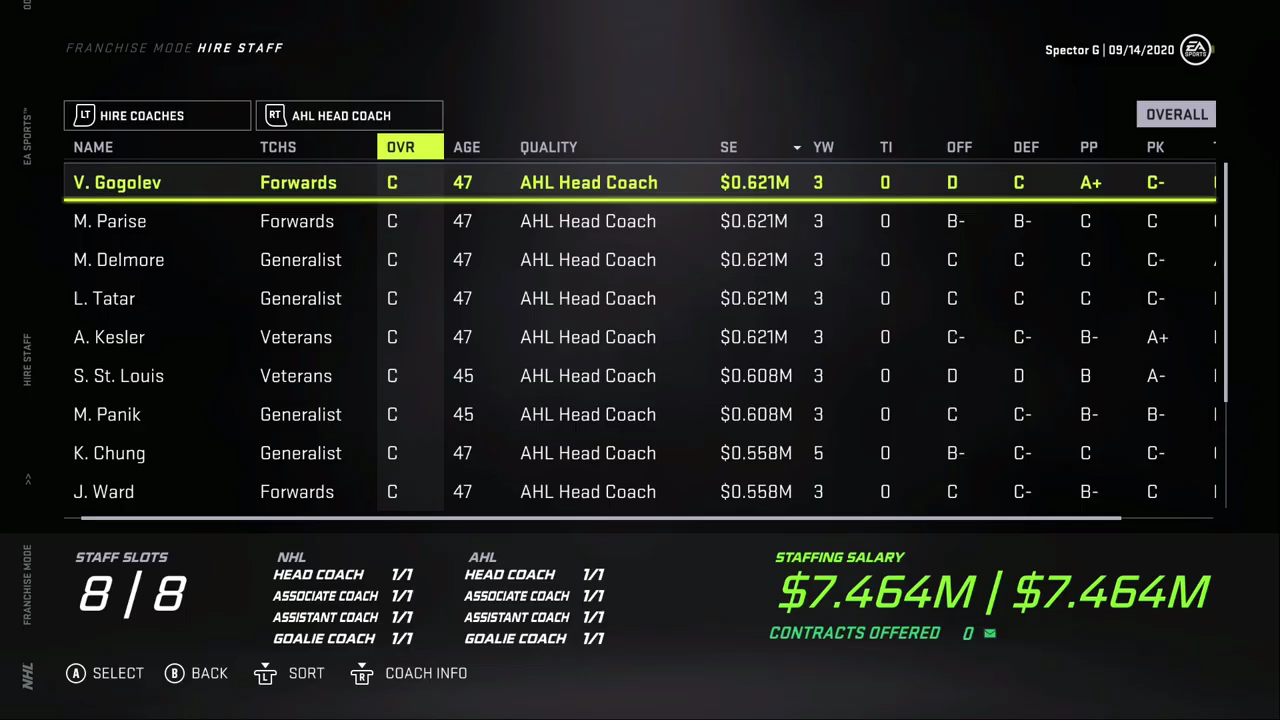 FRANCHISE MODE HIRE STAFF
Spector G | 09/14/2020 EA SPORTS
LT HIRE COACHES RT AHL HEAD COACH OVERALL
NAME TCHS OVR AGE QUALITY SE YW TI OFF DEF PP PK
V. Gogolev Forwards C 47 AHL Head Coach $0.621M 3 0 D C A+ C-
M. Parise Forwards C 47 AHL Head Coach $0.621M 3 0 B- B- C C
M. Delmore Generalist C 47 AHL Head Coach $0.621M 3 0 C C C C-
L. Tatar Generalist C 47 AHL Head Coach $0.621M 3 0 C C C C-
A. Kesler Veterans C 47 AHL Head Coach $0.621M 3 0 C- C- B- A+
S. St. Louis Veterans C 45 AHL Head Coach $0.608M 3 0 D D B A-
M. Panik Generalist C 45 AHL Head Coach $0.608M 3 0 C C- B- B-
K. Chung Generalist C 47 AHL Head Coach $0.558M 5 0 B- C- C C-
J. Ward Forwards C 47 AHL Head Coach $0.558M 3 0 C C- B- C
STAFF SLOTS
8 / 8
NHL
HEAD COACH 1/1
ASSOCIATE COACH 1/1
ASSISTANT COACH 1/1
GOALIE COACH 1/1
AHL
HEAD COACH 1/1
ASSOCIATE COACH 1/1
ASSISTANT COACH 1/1
GOALIE COACH 1/1
STAFFING SALARY
$7.464M / $7.464M
CONTRACTS OFFERED 0
A SELECT B BACK L SORT R COACH INFO
EA SPORTS™
HIRE STAFF
>>
FRANCHISE MODE
NHL